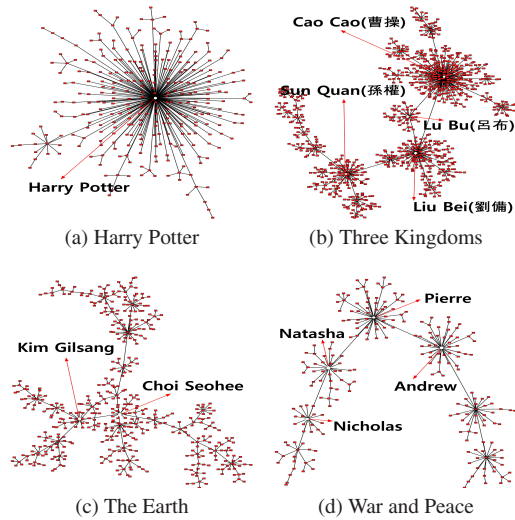 Harry Potter
(a) Harry Potter
Cao Cao(曹操)
Sun Quan(孫權)
Lu Bu(呂布)
Liu Bei(劉備)
(b) Three Kingdoms
Kim Gilsang
Choi Seohee
(c) The Earth
Pierre
Natasha
Andrew
Nicholas
(d) War and Peace